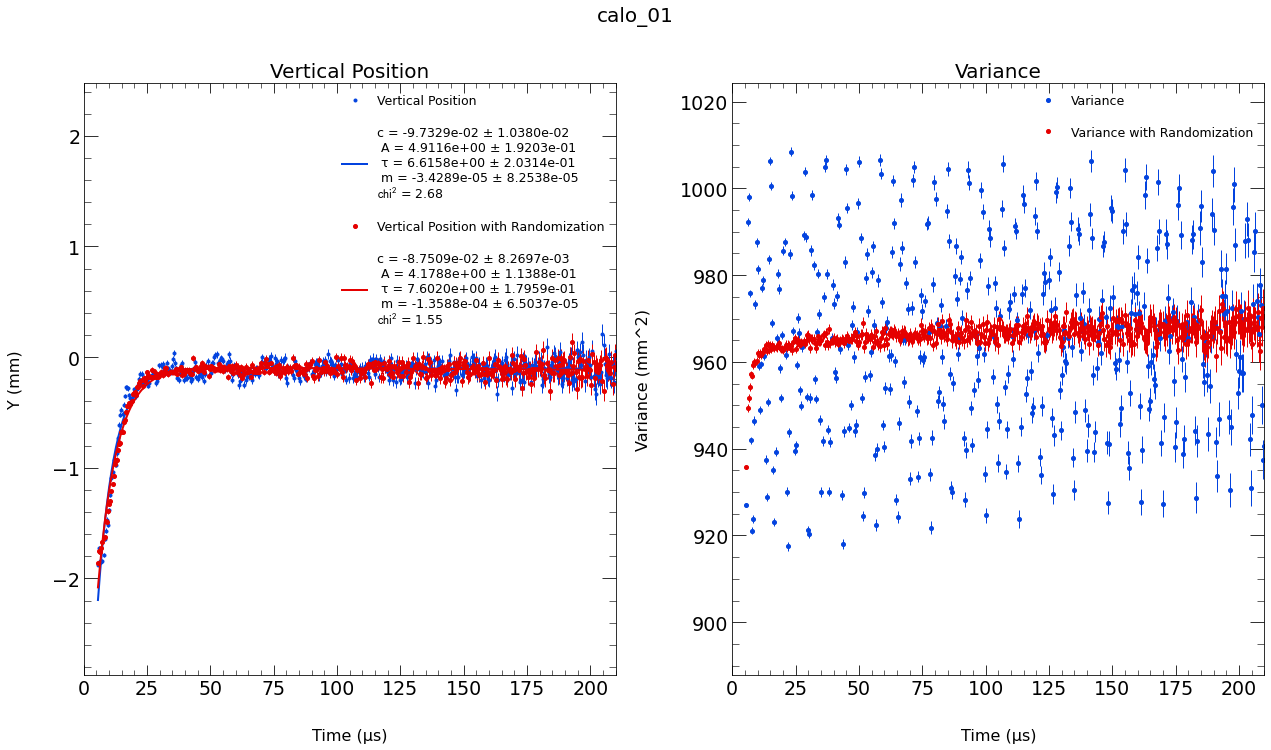 calo_01
Vertical Position
Vertical Position
c = -9.7329e-02 ± 1.0380e-02
A = 4.9116e+00 ± 1.9203e-01
τ = 6.6158e+00 ± 2.0314e-01
m = -3.4289e-05 ± 8.2538e-05
chi² = 2.68
Vertical Position with Randomization
c = -8.7509e-02 ± 8.2697e-03
A = 4.1788e+00 ± 1.1388e-01
τ = 7.6020e+00 ± 1.7959e-01
m = -1.3588e-04 ± 6.5037e-05
chi² = 1.55
2
1
0
−1
−2
Y (mm)
0 25 50 75 100 125 150 175 200
Time (μs)
Variance
Variance
Variance with Randomization
1020
1000
980
960
940
920
900
Variance (mm^2)
0 25 50 75 100 125 150 175 200
Time (μs)